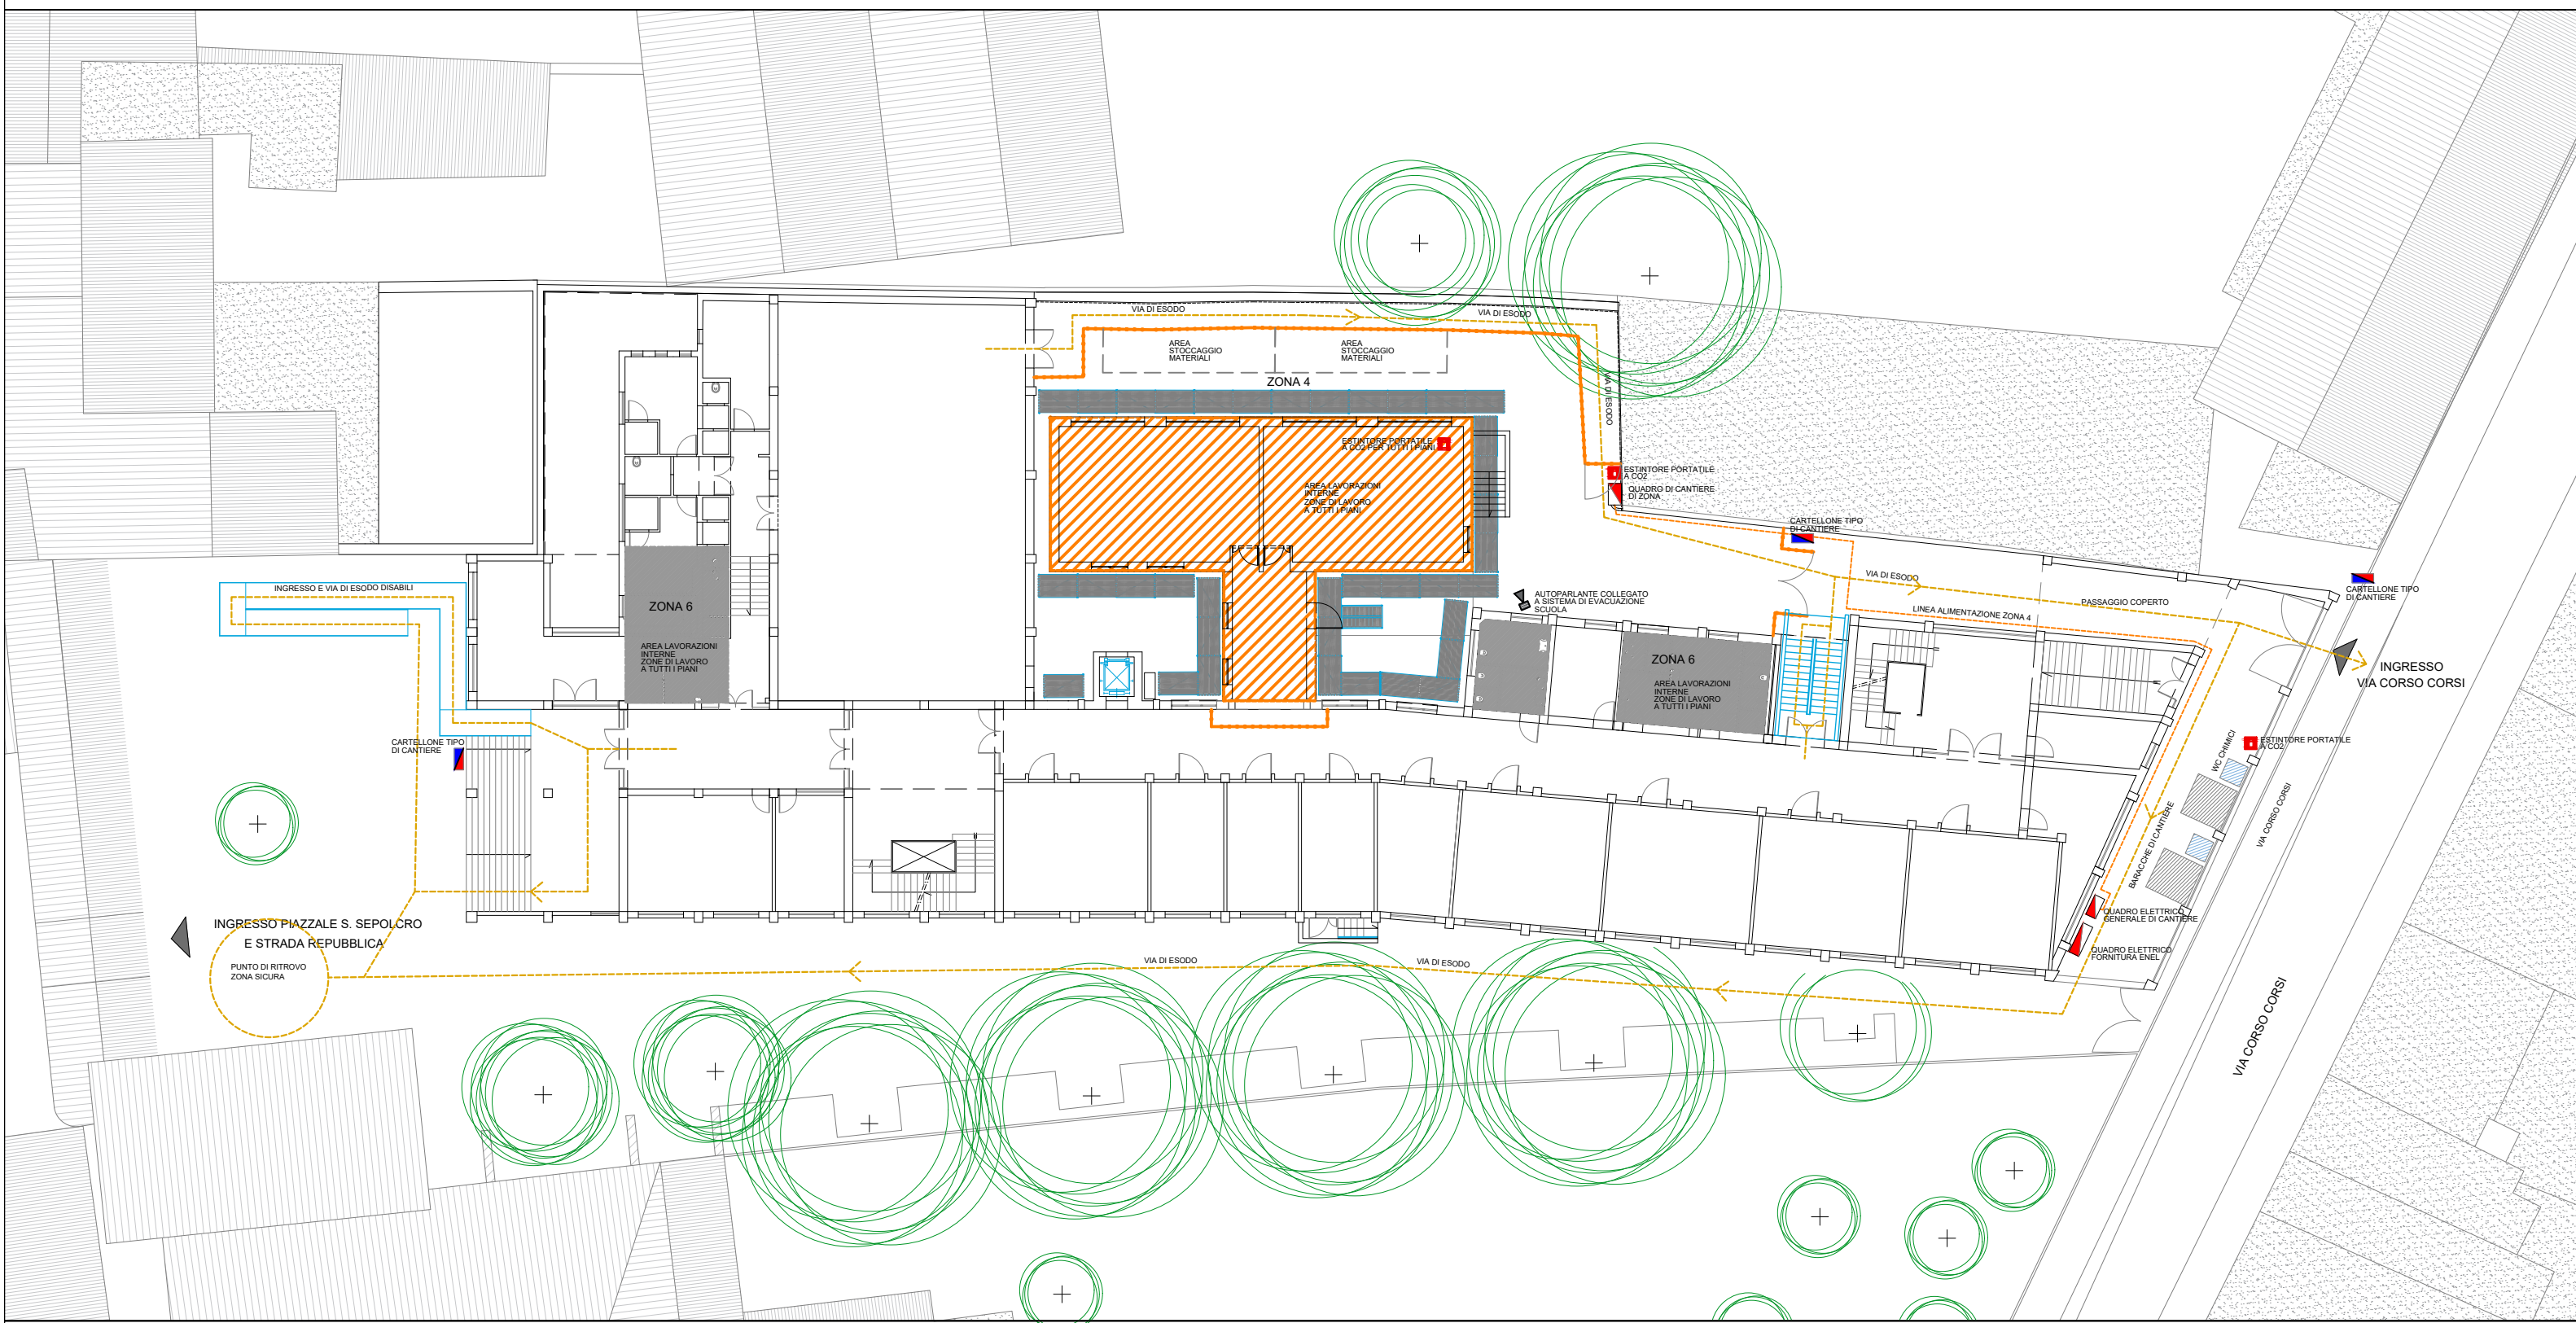 VIA DI ESODO
VIA DI ESODO
AREA
STOCCAGGIO
MATERIALI
AREA
STOCCAGGIO
MATERIALI
ZONA 4
VIA DI ESODO
ESTINTORE PORTATILE
A CO2 PER TUTTI I PIANI
AREA LAVORAZIONI
INTERNE
ZONE DI LAVORO
A TUTTI I PIANI
ESTINTORE PORTATILE
A CO2
QUADRO DI CANTIERE
DI ZONA
CARTELLONE TIPO
DI CANTIERE
VIA DI ESODO
PASSAGGIO COPERTO
LINEA ALIMENTAZIONE ZONA 4
CARTELLONE TIPO
DI CANTIERE
INGRESSO
VIA CORSO CORSI
INGRESSO E VIA DI ESODO DISABILI
ZONA 6
AREA LAVORAZIONI
INTERNE
ZONE DI LAVORO
A TUTTI I PIANI
AUTOPARLANTE COLLEGATO
A SISTEMA DI EVACUAZIONE
SCUOLA
ZONA 6
AREA LAVORAZIONI
INTERNE
ZONE DI LAVORO
A TUTTI I PIANI
CARTELLONE TIPO
DI CANTIERE
WC CHIMICI
ESTINTORE PORTATILE
A CO2
VIA CORSO CORSI
BARACCHE DI CANTIERE
QUADRO ELETTRICO
GENERALE DI CANTIERE
QUADRO ELETTRICO
FORNITURA ENEL
INGRESSO PIAZZALE S. SEPOLCRO
E STRADA REPUBBLICA
PUNTO DI RITROVO
ZONA SICURA
VIA DI ESODO
VIA DI ESODO
VIA CORSO CORSI